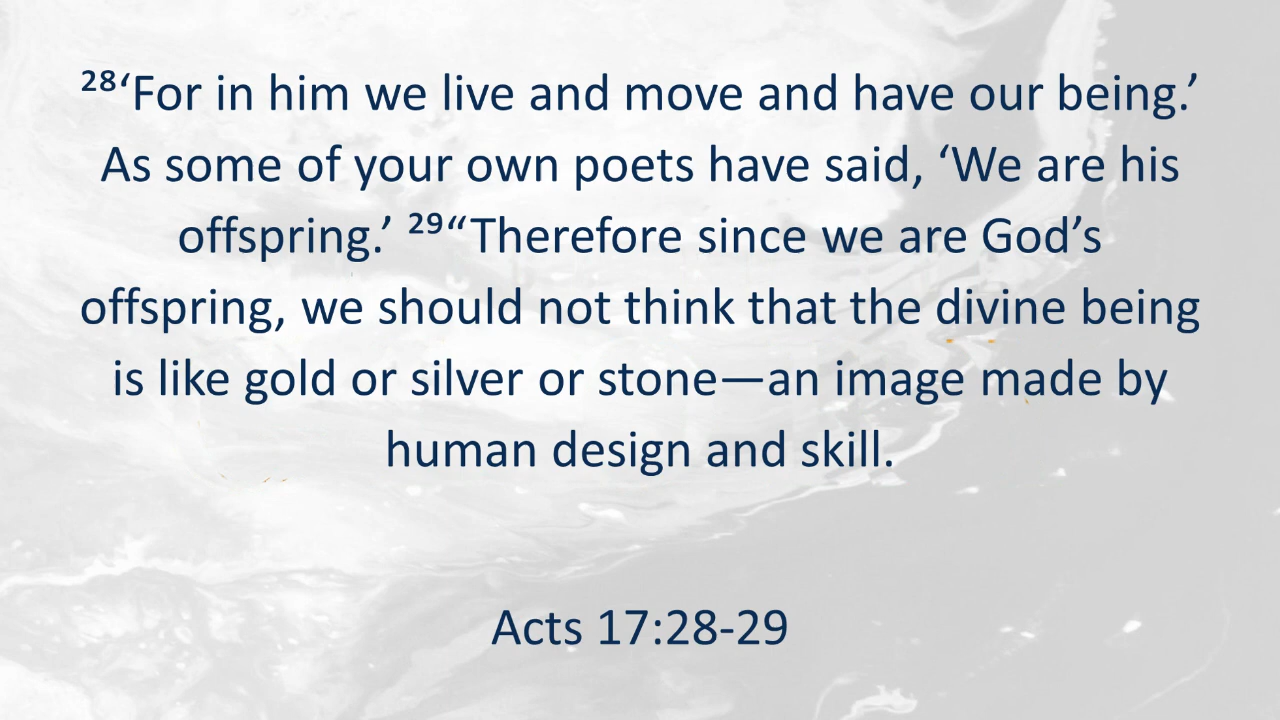 ²⁸‘For in him we live and move and have our being.’
As some of your own poets have said, ‘We are his
offspring.’ ²⁹“Therefore since we are God’s
offspring, we should not think that the divine being
is like gold or silver or stone—an image made by
human design and skill.
Acts 17:28-29